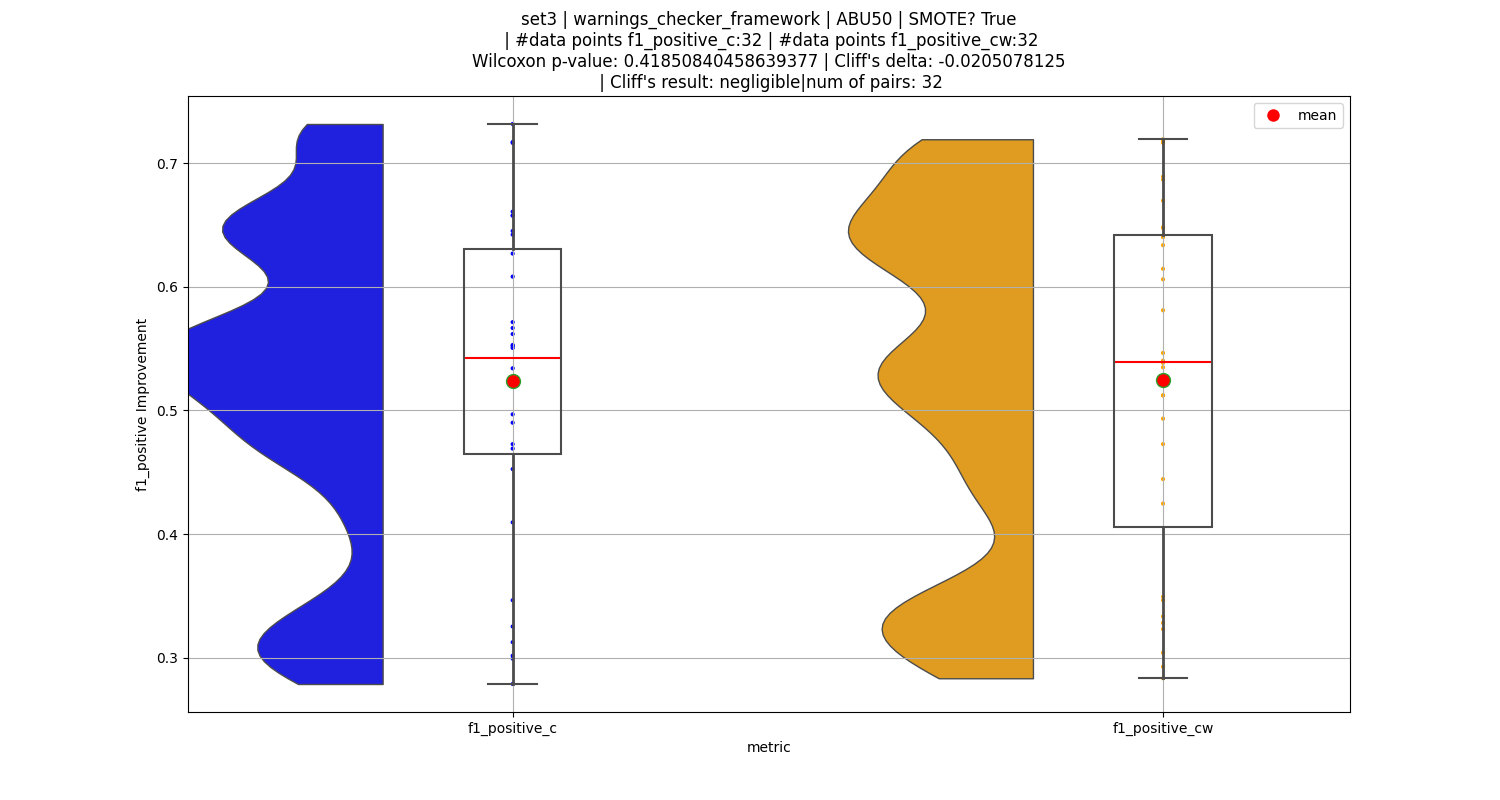 set3 | warnings_checker_framework | ABU50 | SMOTE? True
| #data points f1_positive_c:32 | #data points f1_positive_cw:32
Wilcoxon p-value: 0.41850840458639377 | Cliff's delta: -0.0205078125
| Cliff's result: negligible|num of pairs: 32
mean
0.7
0.6
0.5
0.4
0.3
f1_positive Improvement
f1_positive_c
f1_positive_cw
metric